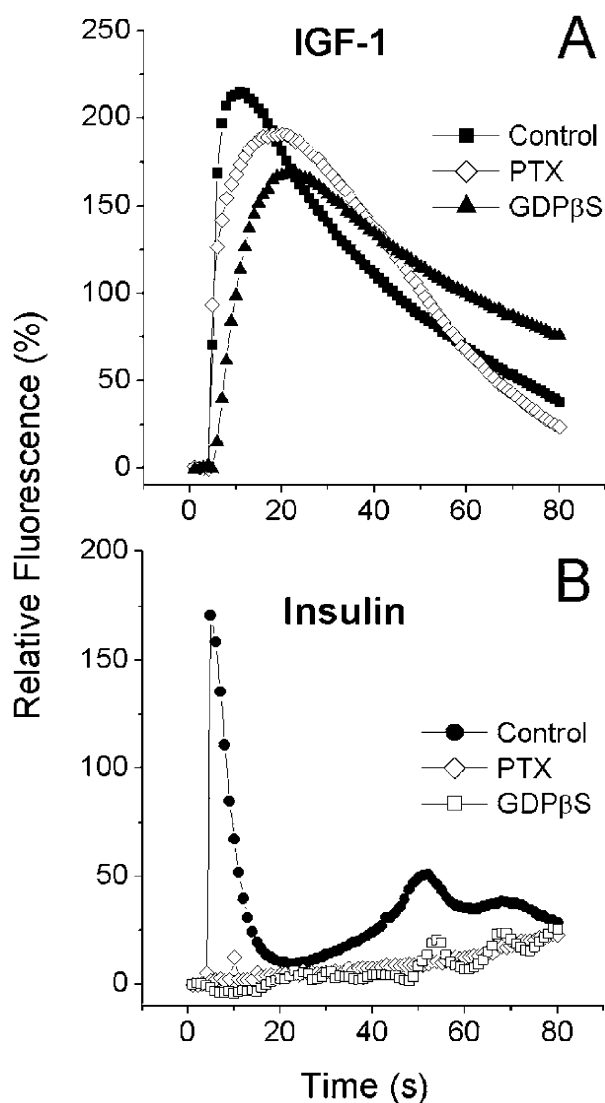 A
IGF-1
Control
PTX
GDPβS
250
200
150
100
50
0
0 20 40 60 80
Relative Fluorescence (%)
B
Insulin
Control
PTX
GDPβS
200
150
100
50
0
0 20 40 60 80
Time (s)